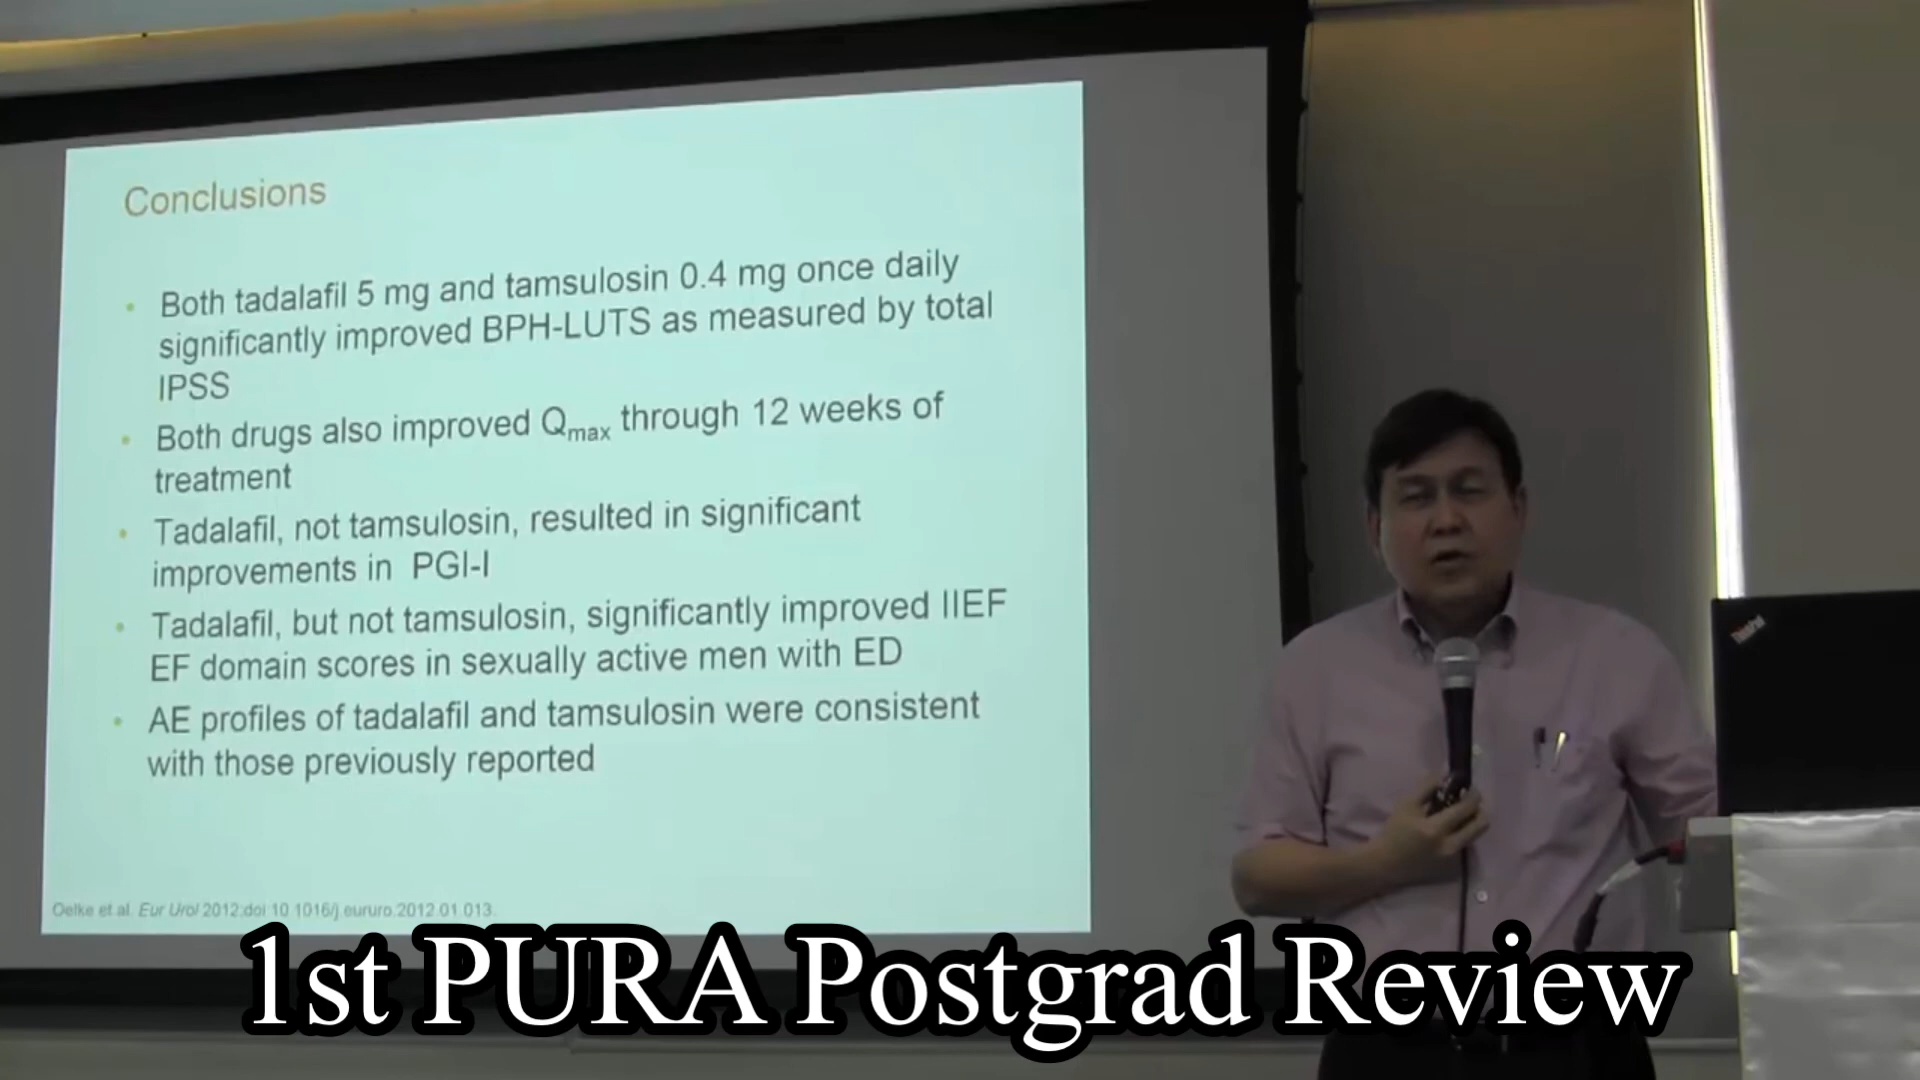 Conclusions
• Both tadalafil 5 mg and tamsulosin 0.4 mg once daily
significantly improved BPH-LUTS as measured by total
IPSS
• Both drugs also improved Qmax through 12 weeks of
treatment
• Tadalafil, not tamsulosin, resulted in significant
improvements in PGI-I
• Tadalafil, but not tamsulosin, significantly improved IIEF
EF domain scores in sexually active men with ED
• AE profiles of tadalafil and tamsulosin were consistent
with those previously reported
Oelke et al. Eur Urol 2012;doi:10.1016/j.eururo.2012.01.013.
ThinkPad
1st PURA Postgrad Review